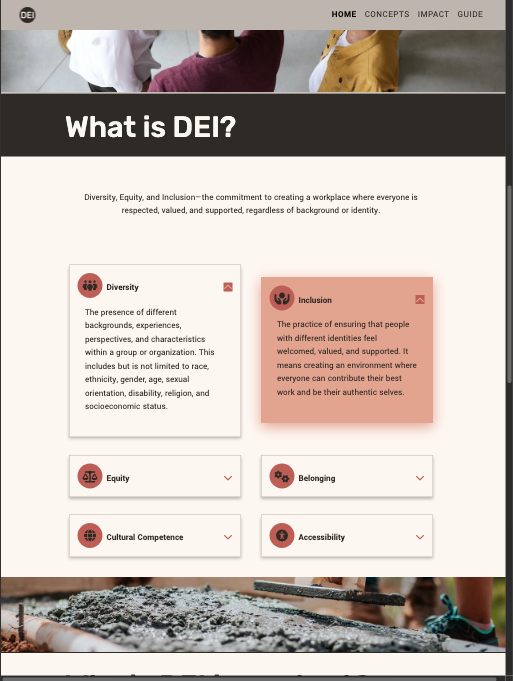 DEI
HOME CONCEPTS IMPACT GUIDE
What is DEI?
Diversity, Equity, and Inclusion—the commitment to creating a workplace where everyone is
respected, valued, and supported, regardless of background or identity.
Diversity
The presence of different
backgrounds, experiences,
perspectives, and characteristics
within a group or organization. This
includes but is not limited to race,
ethnicity, gender, age, sexual
orientation, disability, religion, and
socioeconomic status.
Inclusion
The practice of ensuring that people
with different identities feel
welcomed, valued, and supported. It
means creating an environment where
everyone can contribute their best
work and be their authentic selves.
Equity
Belonging
Cultural Competence
Accessibility